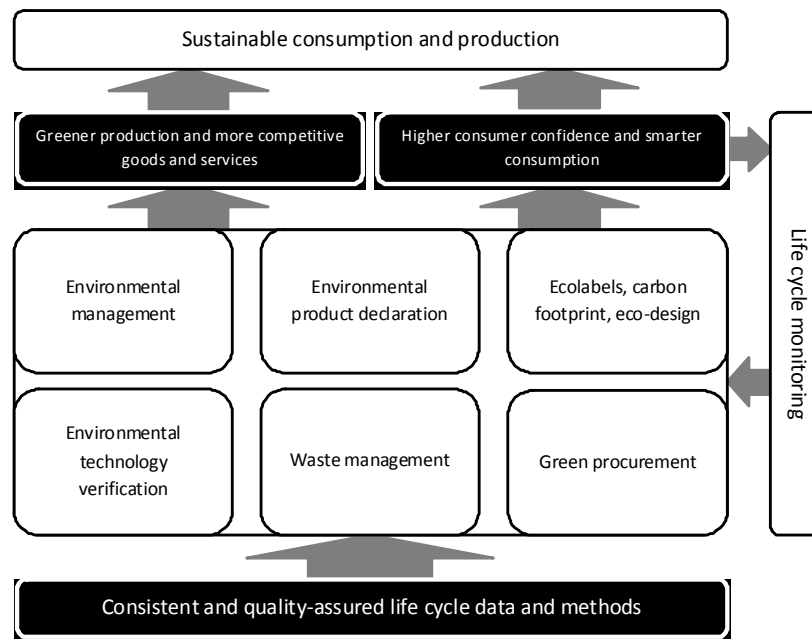 Sustainable consumption and production
Greener production and more competitive
goods and services
Higher consumer confidence and smarter
consumption
Life cycle monitoring
Environmental
management
Environmental
product declaration
Ecolabels, carbon
footprint, eco-design
Environmental
technology
verification
Waste management
Green procurement
Consistent and quality-assured life cycle data and methods